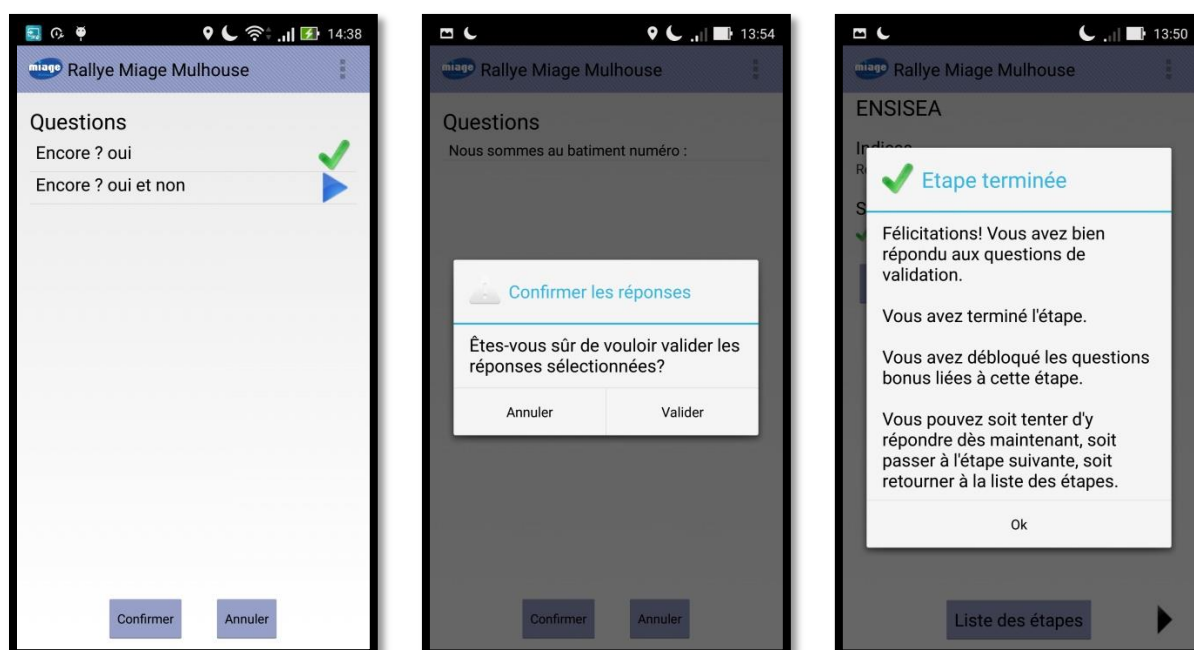 14:38
miage Rallye Miage Mulhouse
Questions
Encore ? oui
Encore ? oui et non
Confirmer Annuler
13:54
miage Rallye Miage Mulhouse
Questions
Nous sommes au batiment numéro :
Confirmer les réponses
Êtes-vous sûr de vouloir valider les
réponses sélectionnées?
Annuler Valider
Confirmer Annuler
13:50
miage Rallye Miage Mulhouse
ENSISEA
Etape terminée
Félicitations! Vous avez bien
répondu aux questions de
validation.
Vous avez terminé l'étape.
Vous avez débloqué les questions
bonus liées à cette étape.
Vous pouvez soit tenter d'y
répondre dès maintenant, soit
passer à l'étape suivante, soit
retourner à la liste des étapes.
Ok
Liste des étapes